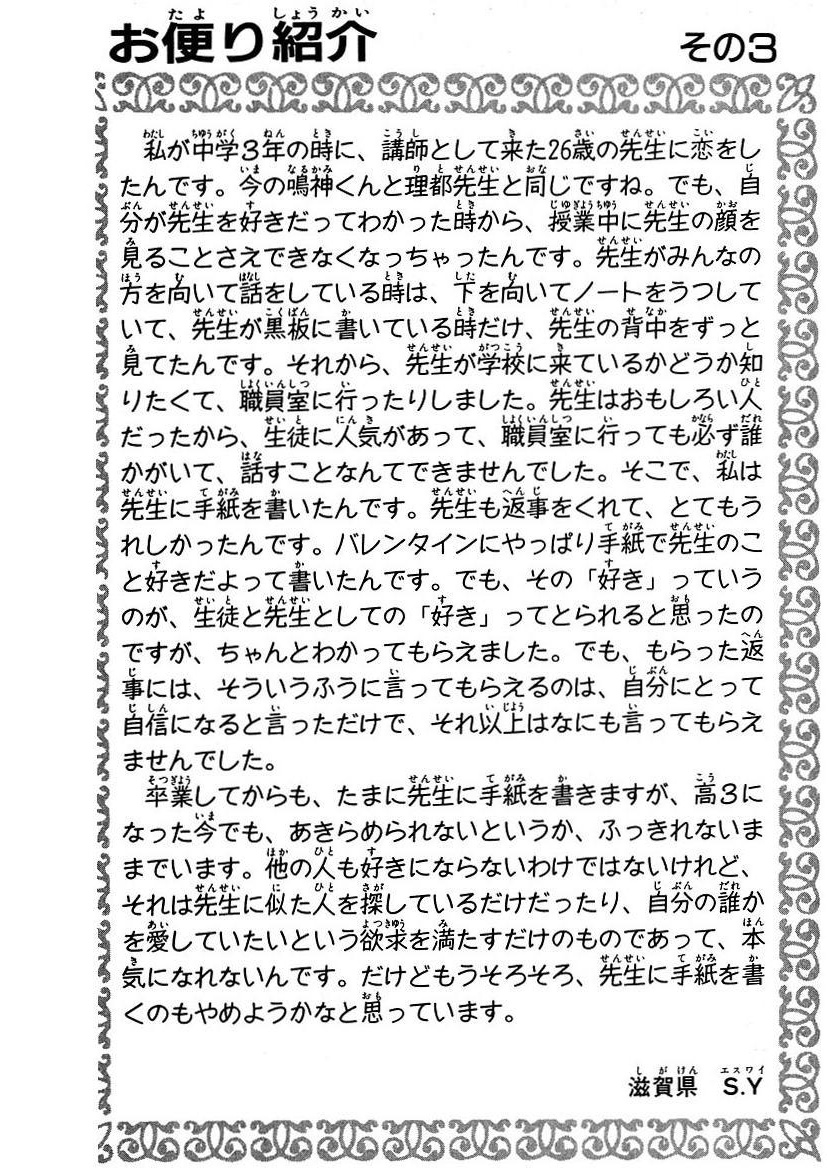 お便り紹介 その3
私が中学3年の時に、講師として来た26歳の先生に恋をし
たんです。今の鳴神くんと理都先生と同じですね。でも、自
分が先生を好きだってわかった時から、授業中に先生の顔を
見ることさえできなくなっちゃったんです。先生がみんなの
方を向いて話をしている時は、下を向いてノートをうつして
いて、先生が黒板に書いている時だけ、先生の背中をずっと
見てたんです。それから、先生が学校に来ているかどうか知
りたくて、職員室に行ったりしました。先生はおもしろい人
だったから、生徒に人気があって、職員室に行っても必ず誰
かがいて、話すことなんてできませんでした。そこで、私は
先生に手紙を書いたんです。先生も返事をくれて、とてもう
れしかったんです。バレンタインにやっぱり手紙で先生のこ
と好きだよって書いたんです。でも、その「好き」っていう
のが、生徒と先生としての「好き」ってとられると思ったの
ですが、ちゃんとわかってもらえました。でも、もらった返
事には、そういうふうに言ってもらえるのは、自分にとって
自信になると言っただけで、それ以上はなにも言ってもらえ
ませんでした。
卒業してからも、たまに先生に手紙を書きますが、高3に
なった今でも、あきらめられないというか、ふっきれないま
までいます。他の人も好きにならないわけではないけれど、
それは先生に似た人を探しているだけだったり、自分の誰か
を愛していたいという欲求を満たすだけのものであって、本
気になれないんです。だけどもうそろそろ、先生に手紙を書
くのもやめようかなと思っています。
滋賀県 S.Y